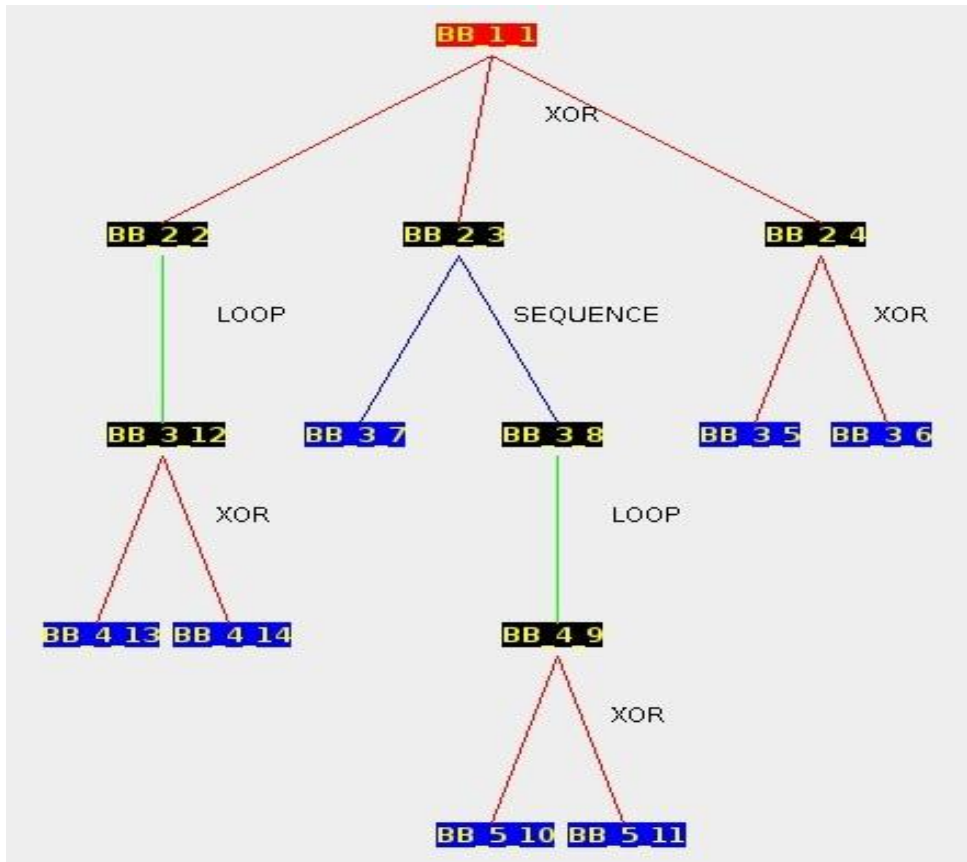 BB_1_1
XOR
BB_2_2
BB_2_3
BB_2_4
LOOP
SEQUENCE
XOR
BB_3_12
BB_3_7
BB_3_8
BB_3_5
BB_3_6
XOR
LOOP
BB_4_13
BB_4_14
BB_4_9
XOR
BB_5_10
BB_5_11